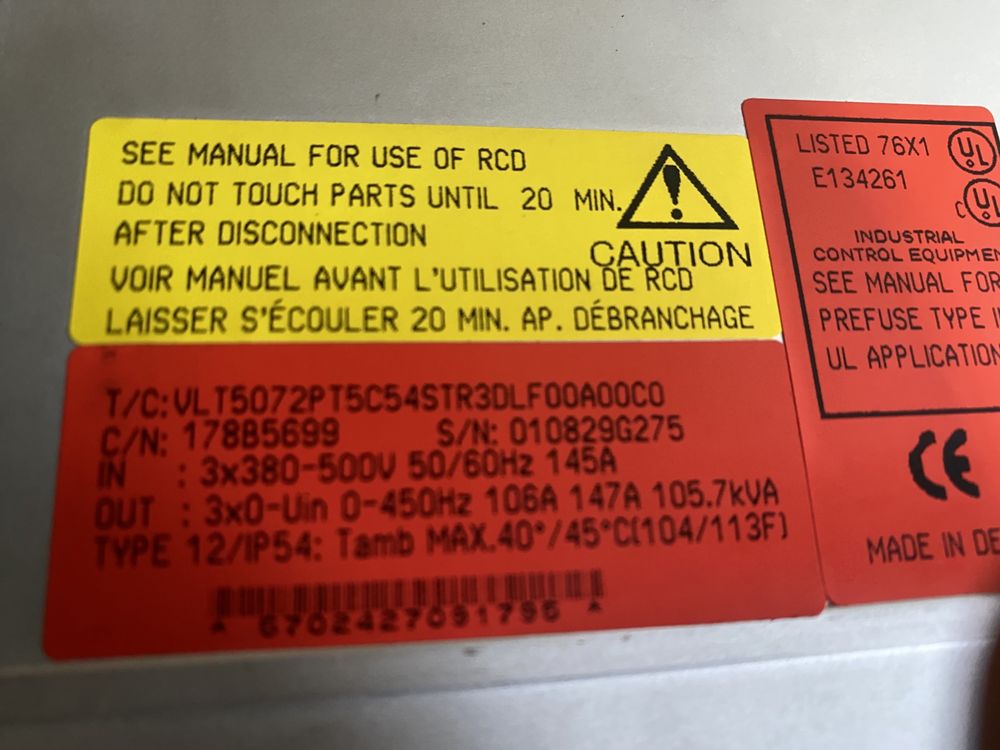 SEE MANUAL FOR USE OF RCD
DO NOT TOUCH PARTS UNTIL 20 MIN.
AFTER DISCONNECTION
CAUTION
VOIR MANUEL AVANT L'UTILISATION DE RCD
LAISSER S'ÉCOULER 20 MIN. AP. DÉBRANCHAGE
T/C:VLT5072PT5C54STR3DLF00A00C0
C/N: 178B5699 S/N: 010829G275
IN : 3x380-500V 50/60Hz 145A
OUT : 3x0-Uin 0-450Hz 106A 147A 105.7kVA
TYPE 12/IP54: Tamb MAX.40°/45°C(104/113F)
LISTED 76X1 UL
E134261
c UL
INDUSTRIAL
CONTROL EQUIPMEN
SEE MANUAL FOR
PREFUSE TYPE
UL APPLICATION
CE
MADE IN DE